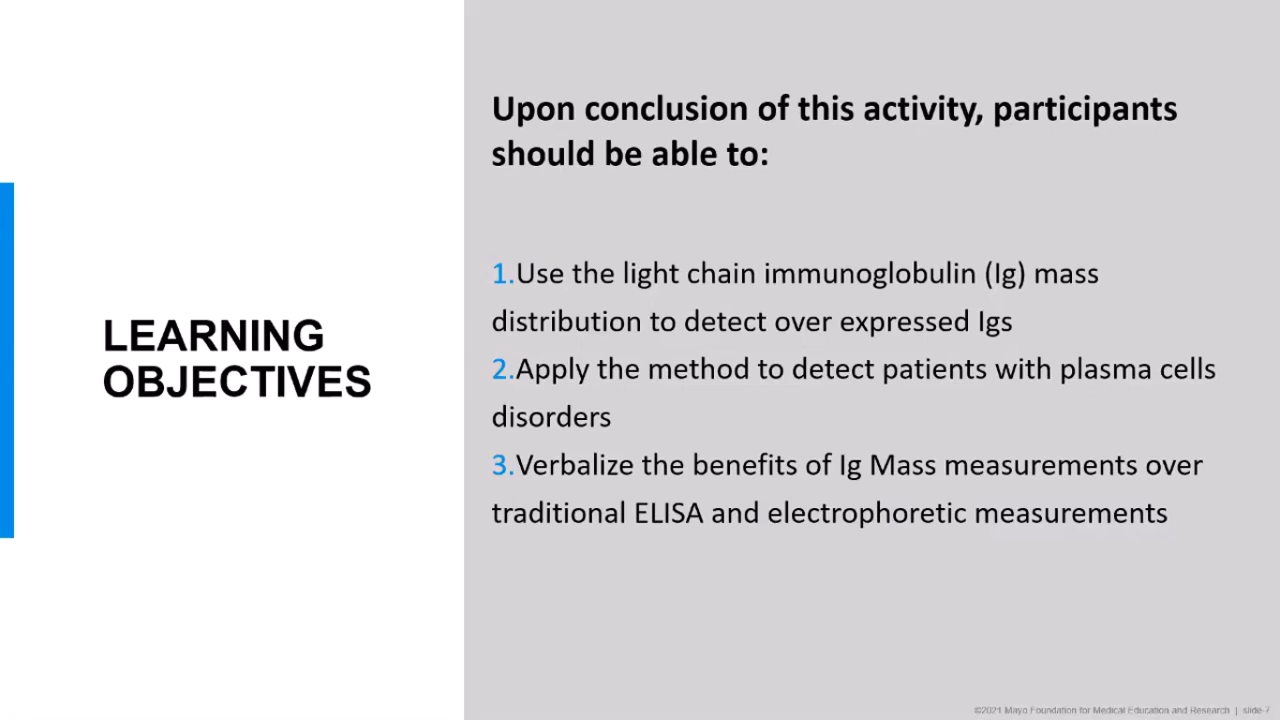 LEARNING
OBJECTIVES
Upon conclusion of this activity, participants
should be able to:
1.Use the light chain immunoglobulin (Ig) mass
distribution to detect over expressed Igs
2.Apply the method to detect patients with plasma cells
disorders
3.Verbalize the benefits of Ig Mass measurements over
traditional ELISA and electrophoretic measurements
©2021 Mayo Foundation for Medical Education and Research | slide-7